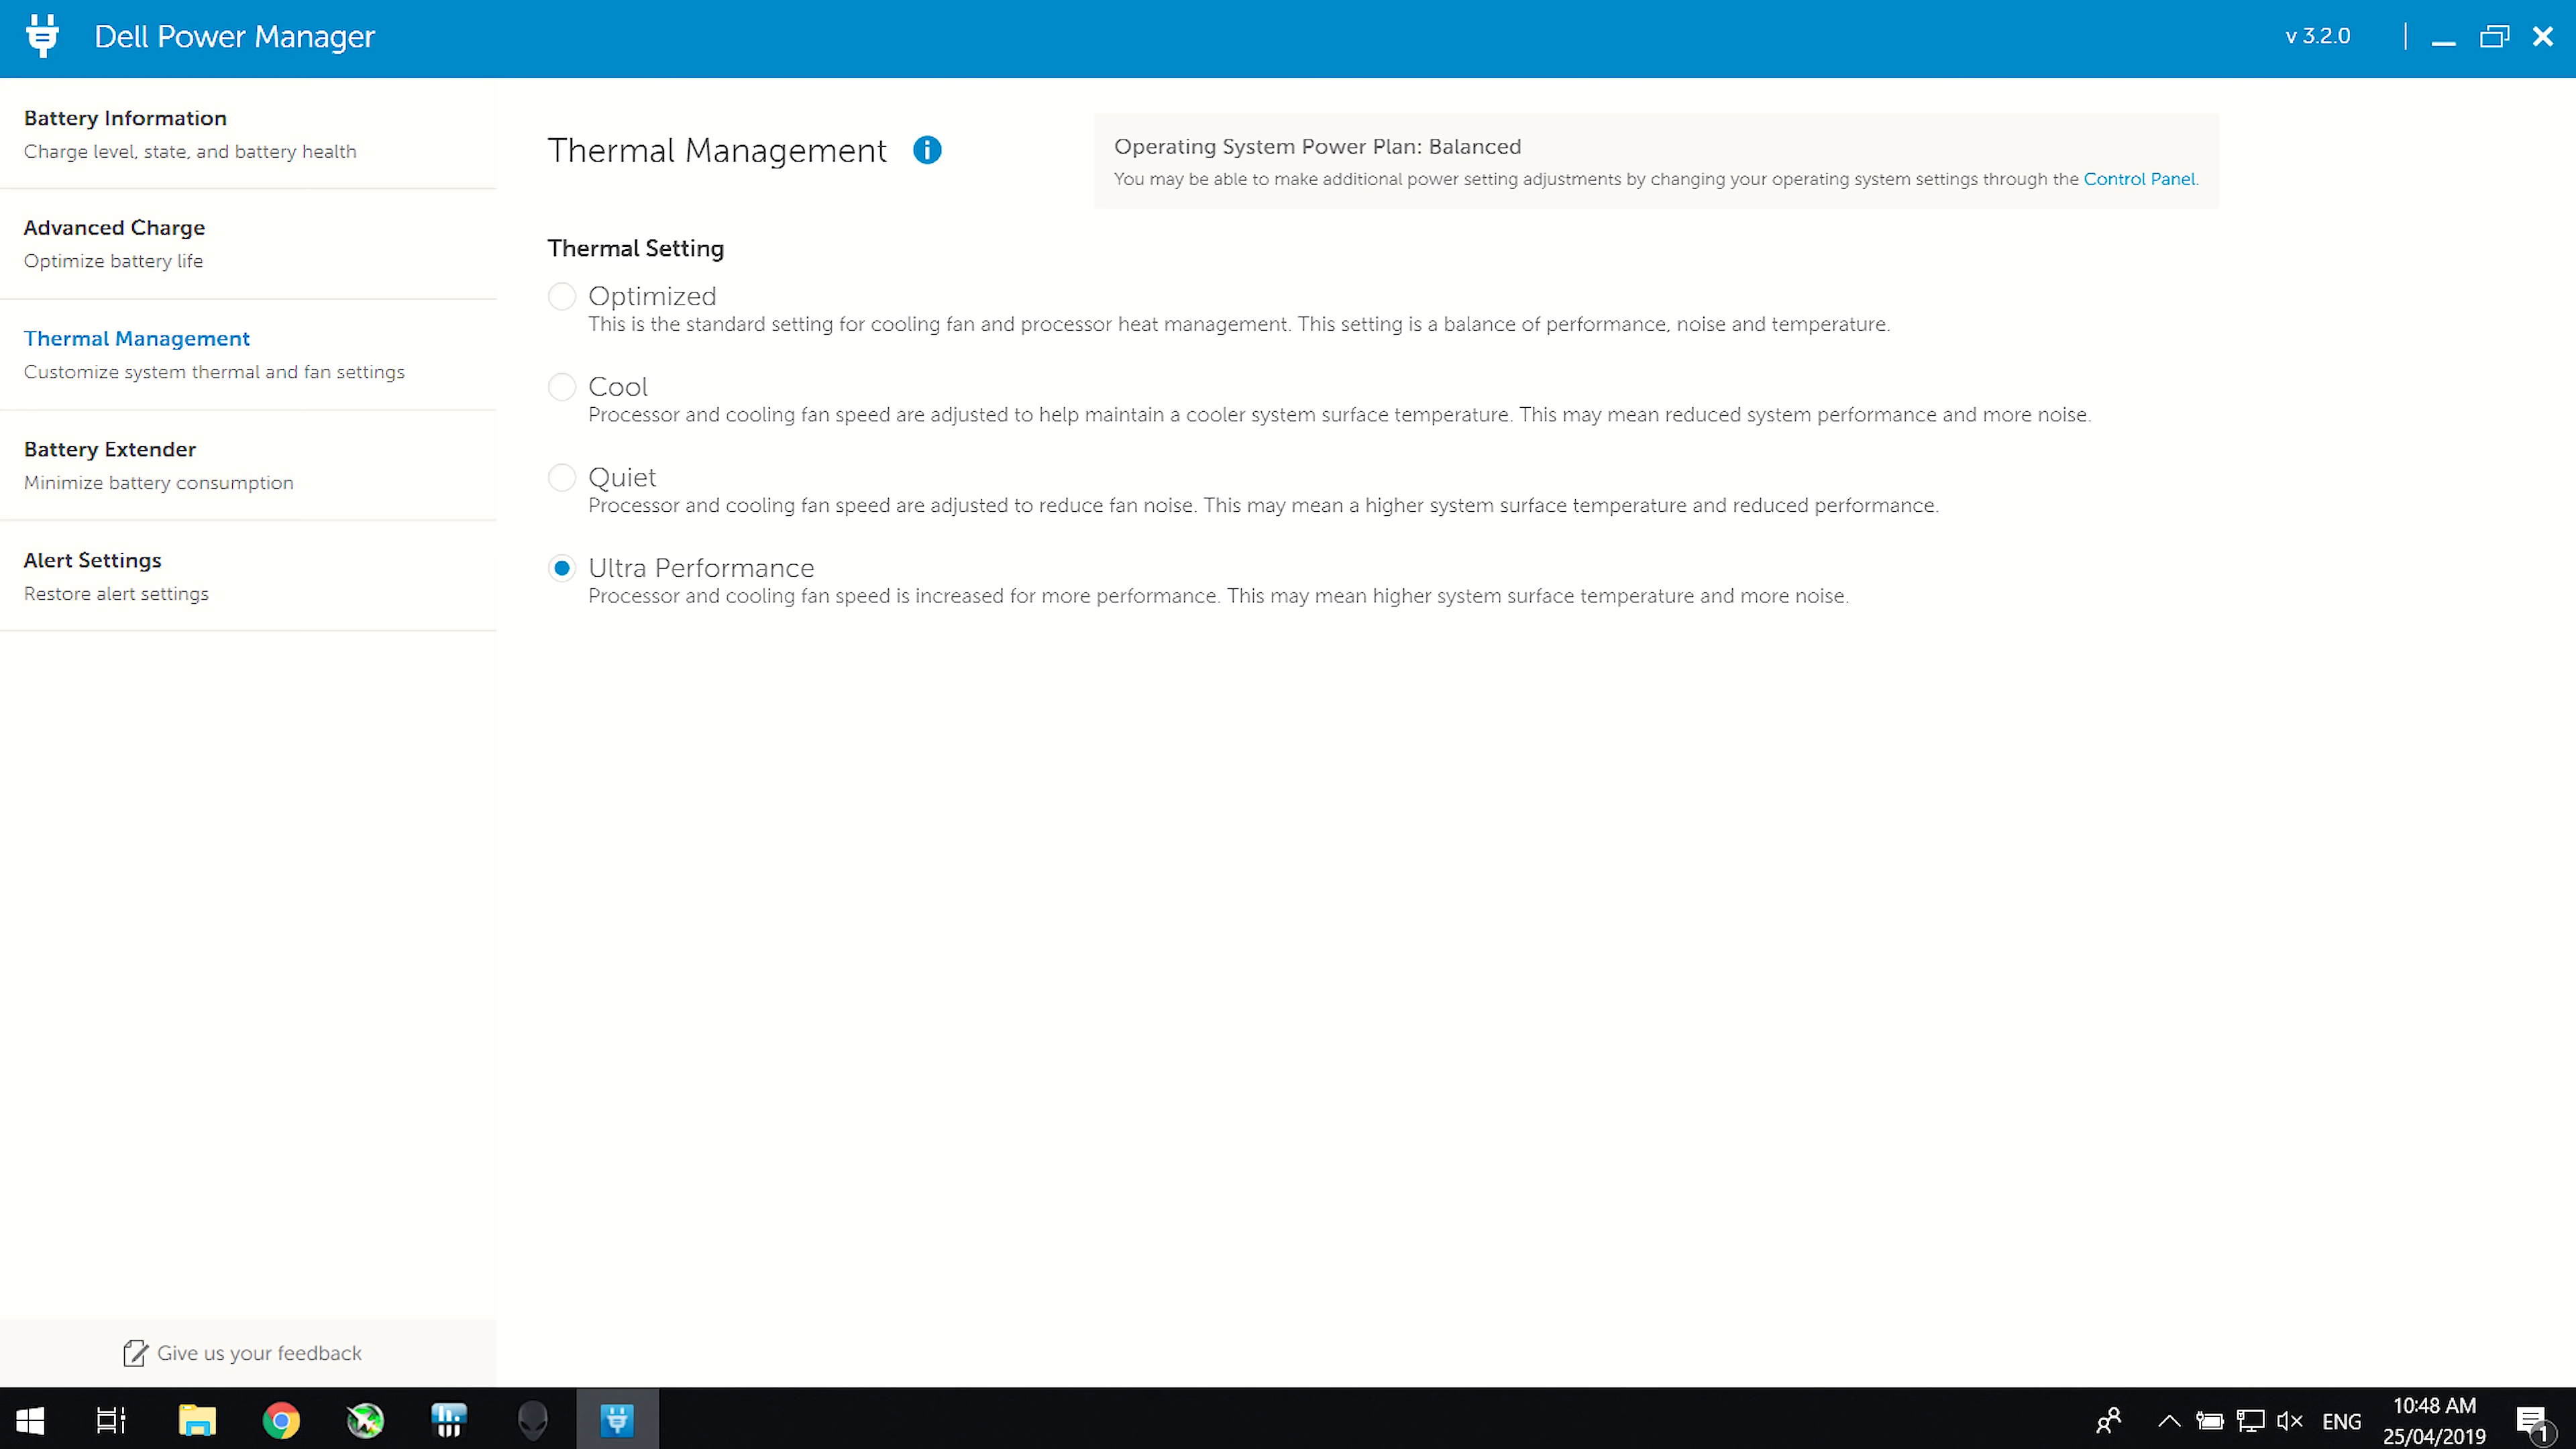 Dell Power Manager
v 3.2.0
Battery Information
Charge level, state, and battery health
Advanced Charge
Optimize battery life
Thermal Management
Customize system thermal and fan settings
Battery Extender
Minimize battery consumption
Alert Settings
Restore alert settings
Give us your feedback
Thermal Management
Operating System Power Plan: Balanced
You may be able to make additional power setting adjustments by changing your operating system settings through the Control Panel.
Thermal Setting
Optimized
This is the standard setting for cooling fan and processor heat management. This setting is a balance of performance, noise and temperature.
Cool
Processor and cooling fan speed are adjusted to help maintain a cooler system surface temperature. This may mean reduced system performance and more noise.
Quiet
Processor and cooling fan speed are adjusted to reduce fan noise. This may mean a higher system surface temperature and reduced performance.
Ultra Performance
Processor and cooling fan speed is increased for more performance. This may mean higher system surface temperature and more noise.
ENG
10:48 AM
25/04/2019
1